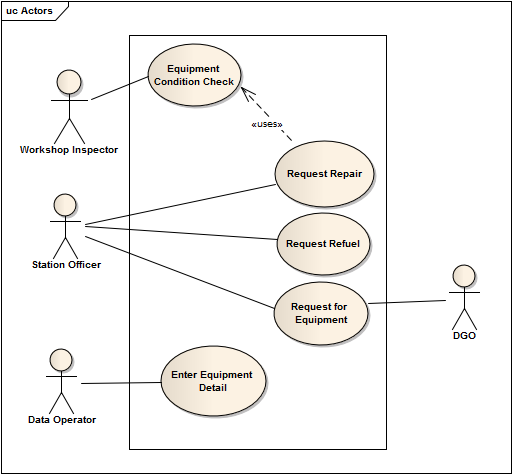 uc Actors
Equipment
Condition Check
Workshop Inspector
«uses»
Request Repair
Station Officer
Request Refuel
Request for
Equipment
DGO
Enter Equipment
Detail
Data Operator